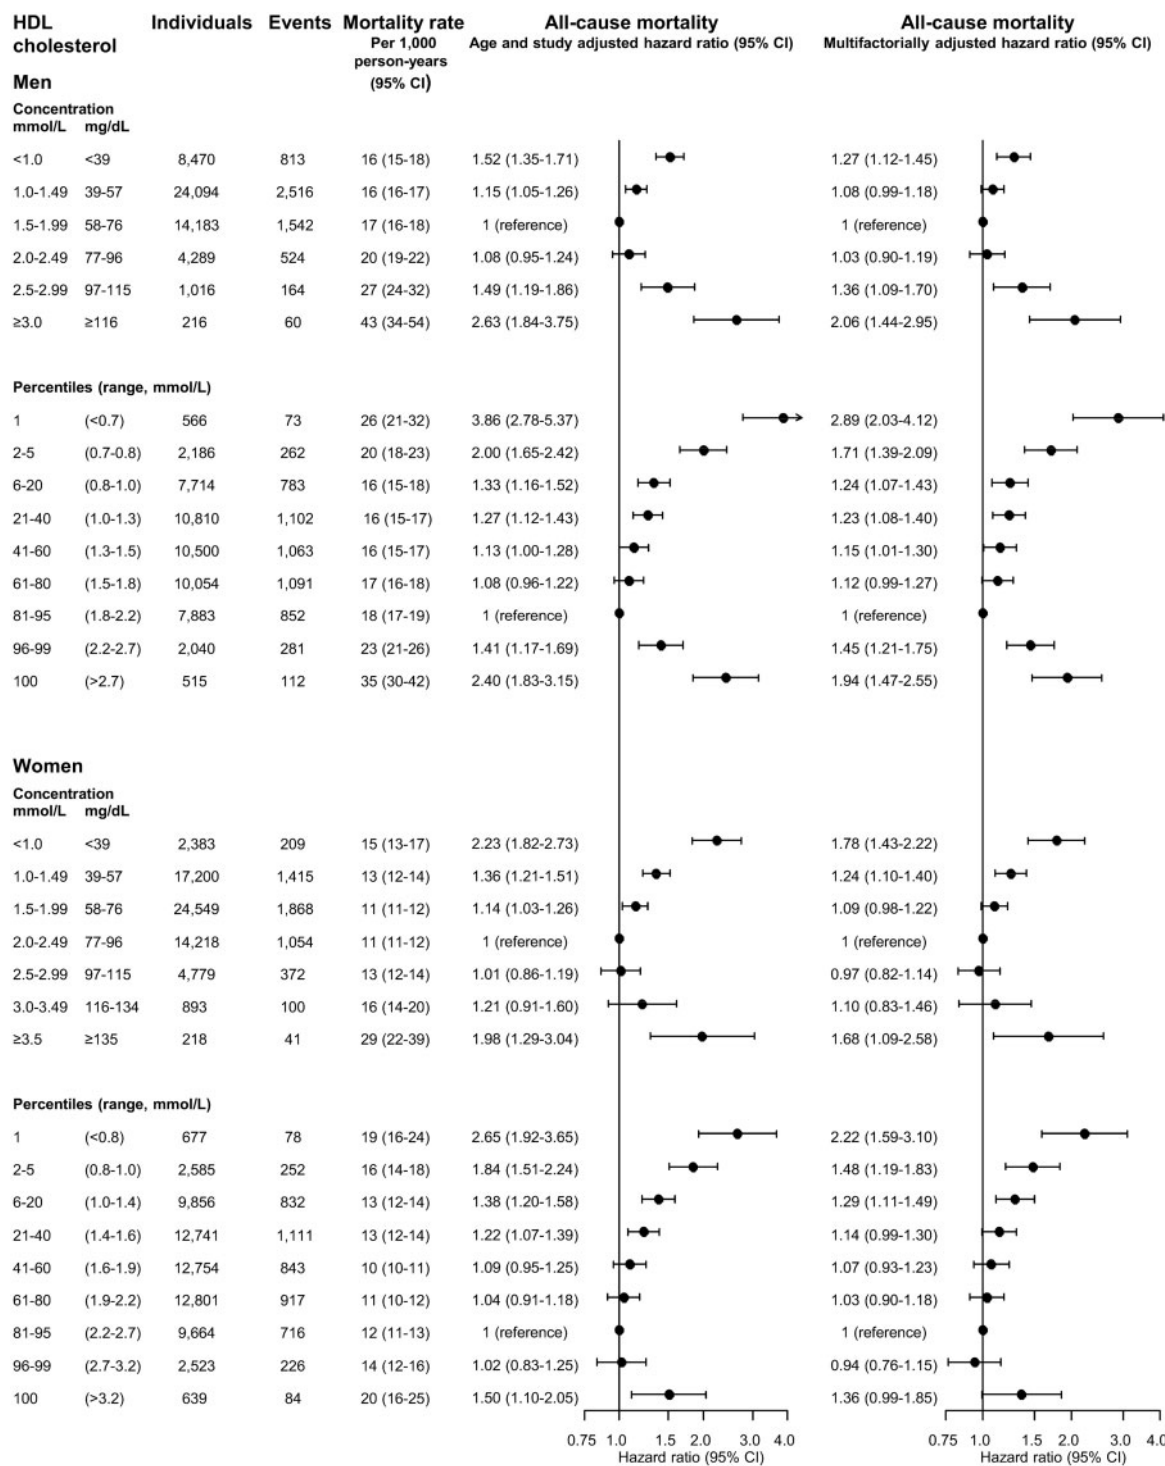 HDL cholesterol Individuals Events Mortality rate All-cause mortality All-cause mortality
Per 1,000 person-years (95% CI) Age and study adjusted hazard ratio (95% CI) Multifactorially adjusted hazard ratio (95% CI)
Men
Concentration
mmol/L mg/dL
<1.0 <39 8,470 813 16 (15-18) 1.52 (1.35-1.71) 1.27 (1.12-1.45)
1.0-1.49 39-57 24,094 2,516 16 (16-17) 1.15 (1.05-1.26) 1.08 (0.99-1.18)
1.5-1.99 58-76 14,183 1,542 17 (16-18) 1 (reference) 1 (reference)
2.0-2.49 77-96 4,289 524 20 (19-22) 1.08 (0.95-1.24) 1.03 (0.90-1.19)
2.5-2.99 97-115 1,016 164 27 (24-32) 1.49 (1.19-1.86) 1.36 (1.09-1.70)
≥3.0 ≥116 216 60 43 (34-54) 2.63 (1.84-3.75) 2.06 (1.44-2.95)
Percentiles (range, mmol/L)
1 (<0.7) 566 73 26 (21-32) 3.86 (2.78-5.37) 2.89 (2.03-4.12)
2-5 (0.7-0.8) 2,186 262 20 (18-23) 2.00 (1.65-2.42) 1.71 (1.39-2.09)
6-20 (0.8-1.0) 7,714 783 16 (15-18) 1.33 (1.16-1.52) 1.24 (1.07-1.43)
21-40 (1.0-1.3) 10,810 1,102 16 (15-17) 1.27 (1.12-1.43) 1.23 (1.08-1.40)
41-60 (1.3-1.5) 10,500 1,063 16 (15-17) 1.13 (1.00-1.28) 1.15 (1.01-1.30)
61-80 (1.5-1.8) 10,054 1,091 17 (16-18) 1.08 (0.96-1.22) 1.12 (0.99-1.27)
81-95 (1.8-2.2) 7,883 852 18 (17-19) 1 (reference) 1 (reference)
96-99 (2.2-2.7) 2,040 281 23 (21-26) 1.41 (1.17-1.69) 1.45 (1.21-1.75)
100 (>2.7) 515 112 35 (30-42) 2.40 (1.83-3.15) 1.94 (1.47-2.55)
Women
Concentration
mmol/L mg/dL
<1.0 <39 2,383 209 15 (13-17) 2.23 (1.82-2.73) 1.78 (1.43-2.22)
1.0-1.49 39-57 17,200 1,415 13 (12-14) 1.36 (1.21-1.51) 1.24 (1.10-1.40)
1.5-1.99 58-76 24,549 1,868 11 (11-12) 1.14 (1.03-1.26) 1.09 (0.98-1.22)
2.0-2.49 77-96 14,218 1,054 11 (11-12) 1 (reference) 1 (reference)
2.5-2.99 97-115 4,779 372 13 (12-14) 1.01 (0.86-1.19) 0.97 (0.82-1.14)
3.0-3.49 116-134 893 100 16 (14-20) 1.21 (0.91-1.60) 1.10 (0.83-1.46)
≥3.5 ≥135 218 41 29 (22-39) 1.98 (1.29-3.04) 1.68 (1.09-2.58)
Percentiles (range, mmol/L)
1 (<0.8) 677 78 19 (16-24) 2.65 (1.92-3.65) 2.22 (1.59-3.10)
2-5 (0.8-1.0) 2,585 252 16 (14-18) 1.84 (1.51-2.24) 1.48 (1.19-1.83)
6-20 (1.0-1.4) 9,856 832 13 (12-14) 1.38 (1.20-1.58) 1.29 (1.11-1.49)
21-40 (1.4-1.6) 12,741 1,111 13 (12-14) 1.22 (1.07-1.39) 1.14 (0.99-1.30)
41-60 (1.6-1.9) 12,754 843 10 (10-11) 1.09 (0.95-1.25) 1.07 (0.93-1.23)
61-80 (1.9-2.2) 12,801 917 11 (10-12) 1.04 (0.91-1.18) 1.03 (0.90-1.18)
81-95 (2.2-2.7) 9,664 716 12 (11-13) 1 (reference) 1 (reference)
96-99 (2.7-3.2) 2,523 226 14 (12-16) 1.02 (0.83-1.25) 0.94 (0.76-1.15)
100 (>3.2) 639 84 20 (16-25) 1.50 (1.10-2.05) 1.36 (0.99-1.85)
0.75 1.0 1.5 2.0 3.0 4.0 0.75 1.0 1.5 2.0 3.0 4.0
Hazard ratio (95% CI) Hazard ratio (95% CI)